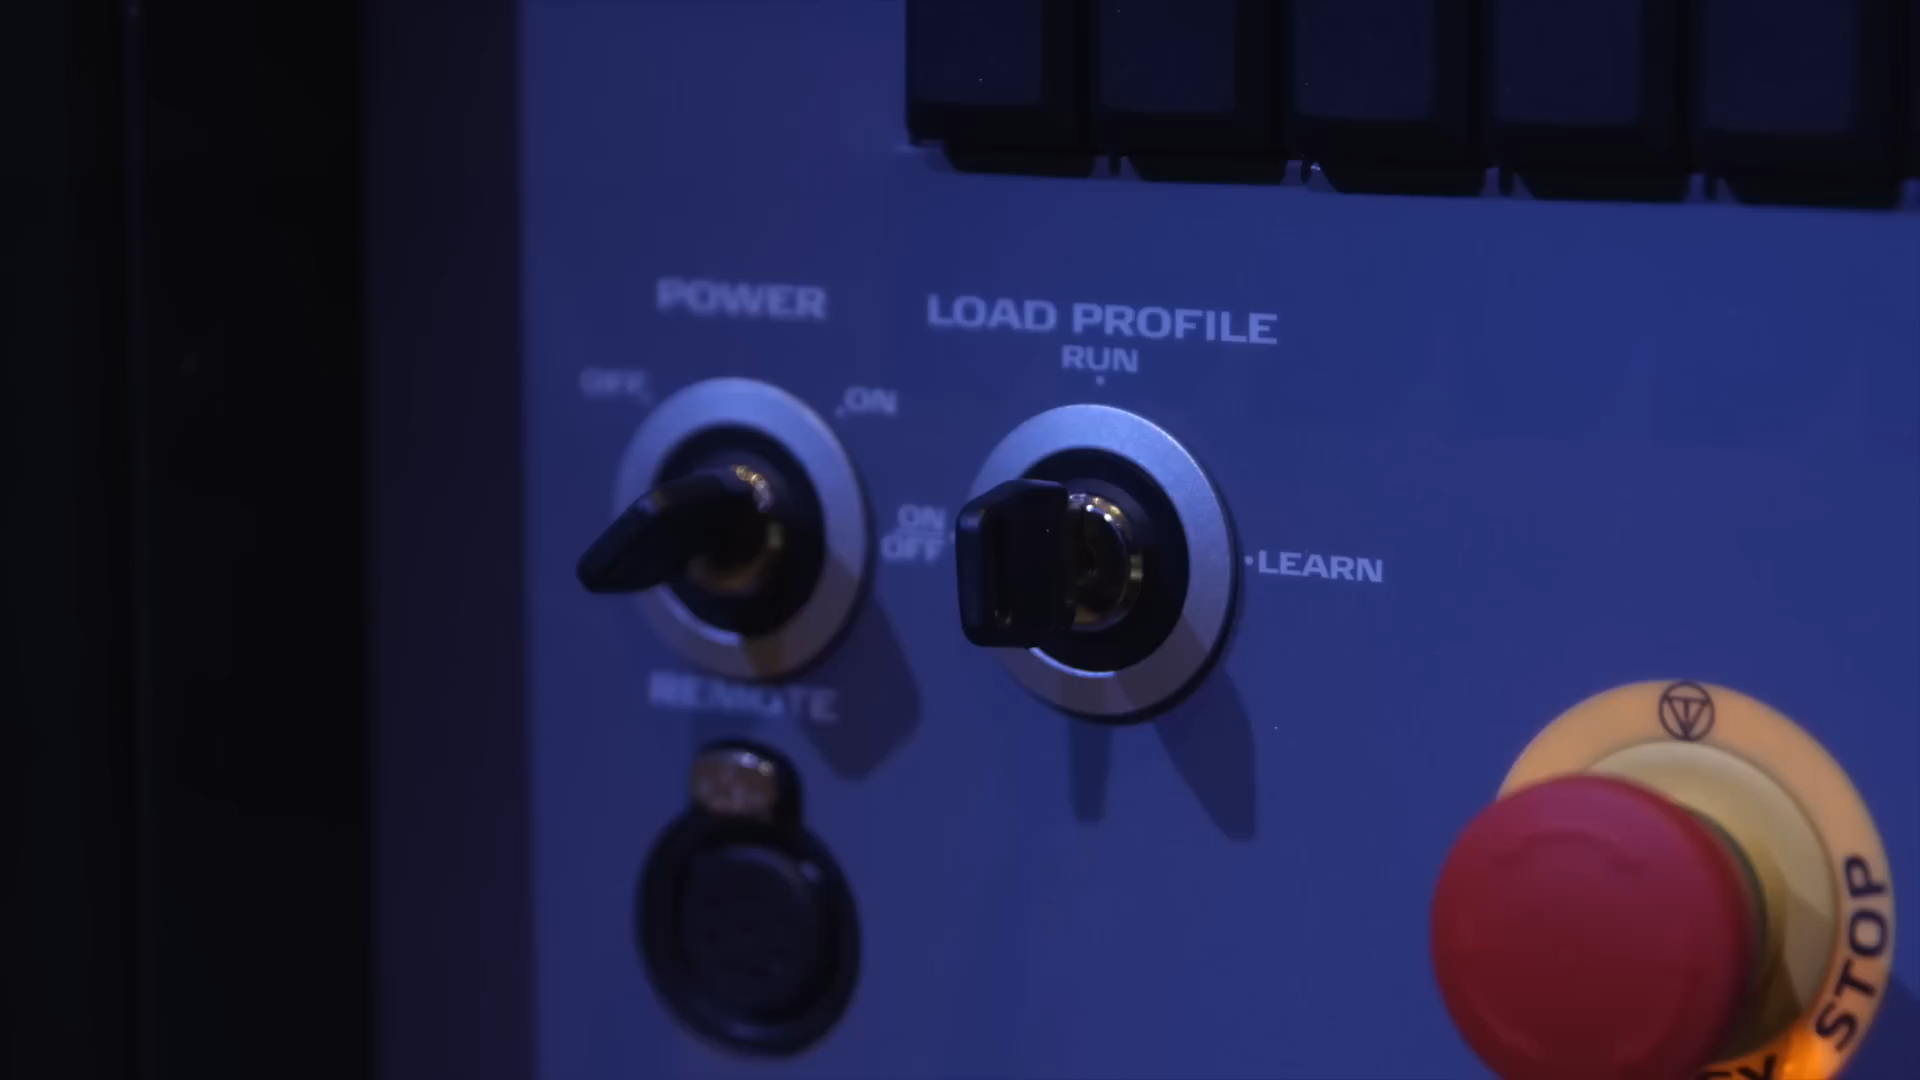 POWER
LOAD PROFILE
RUN
OFF
ON
ON
OFF
LEARN
REMOTE
STOP